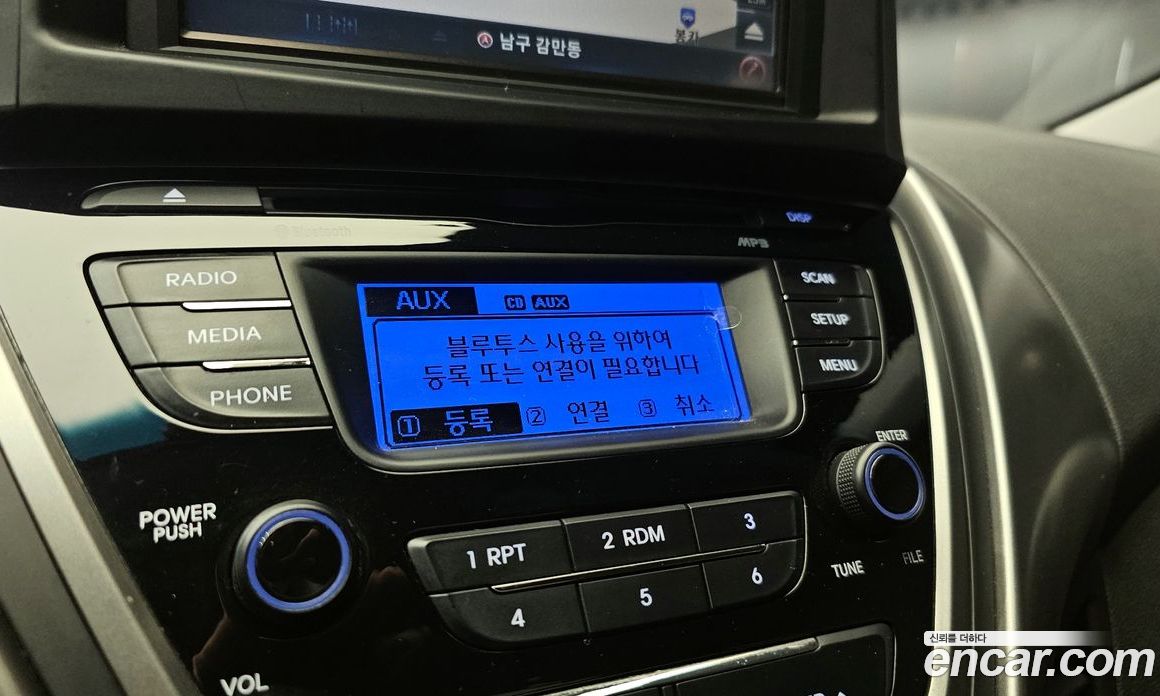 남구 감만동
봉카
DISP
Bluetooth
MP3
RADIO
MEDIA
PHONE
SCAN
SETUP
MENU
AUX
CD AUX
블루투스 사용을 위하여
등록 또는 연결이 필요합니다
1 등록 2 연결 3 취소
ENTER
POWER
PUSH
1 RPT
2 RDM
3
4
5
6
TUNE
FILE
VOL
신뢰를 더하다
encar.com